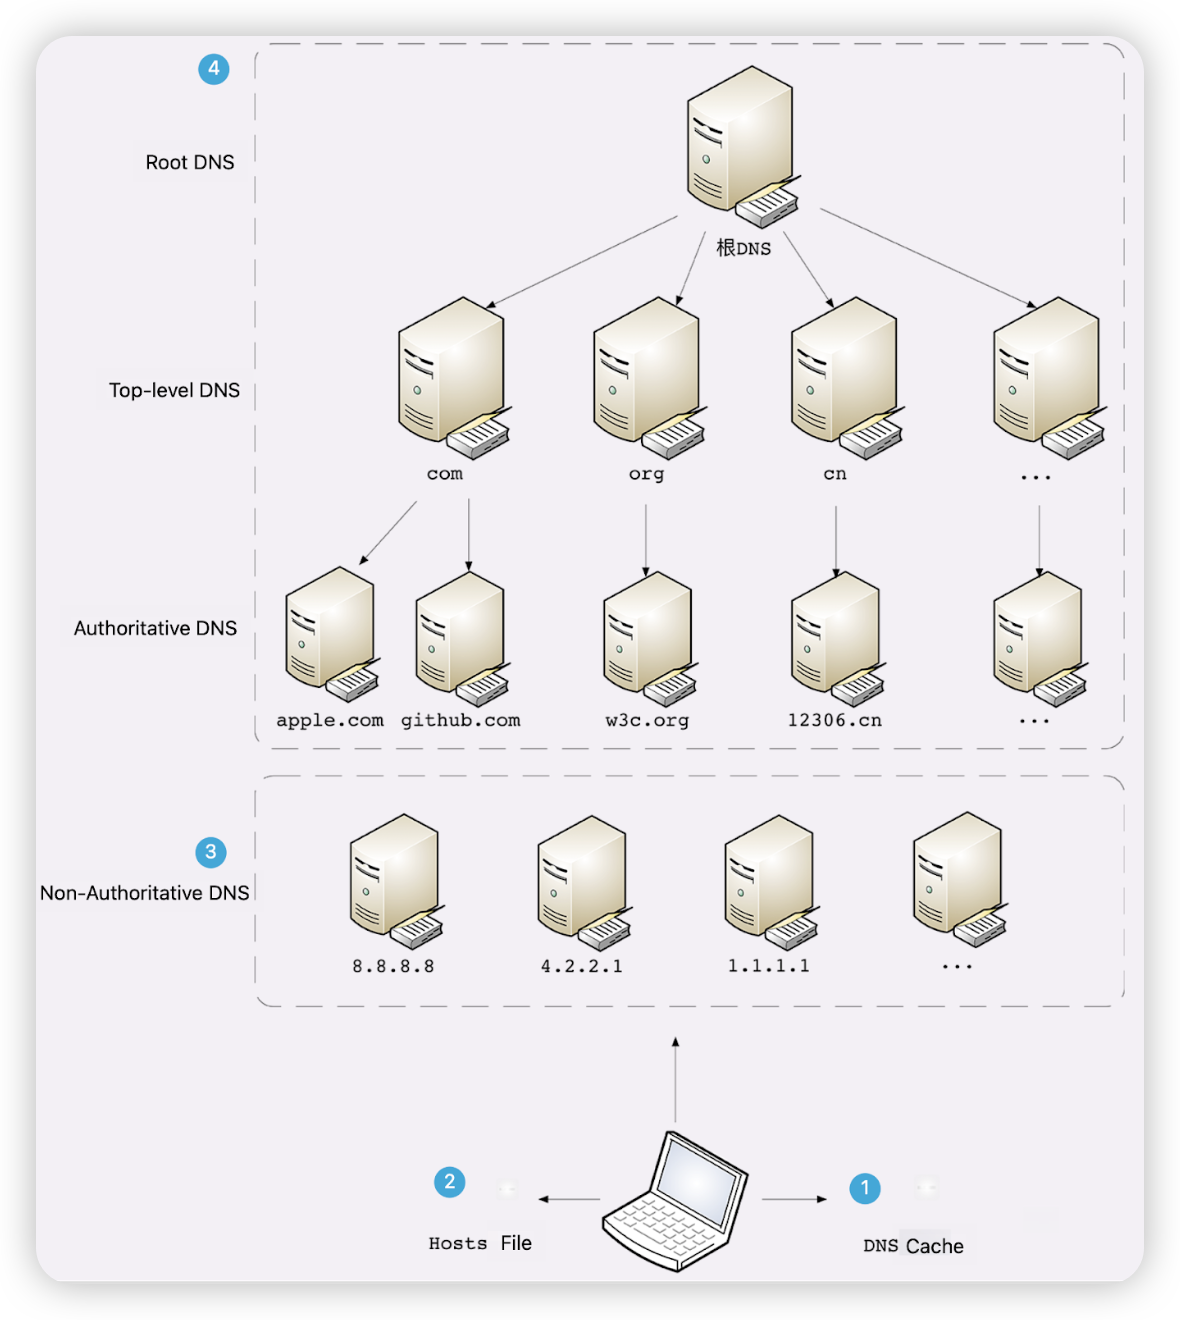 4
Root DNS
根DNS
Top-level DNS
com
org
cn
...
Authoritative DNS
apple.com
github.com
w3c.org
12306.cn
...
3
Non-Authoritative DNS
8.8.8.8
4.2.2.1
1.1.1.1
...
2
1
Hosts File
DNS Cache